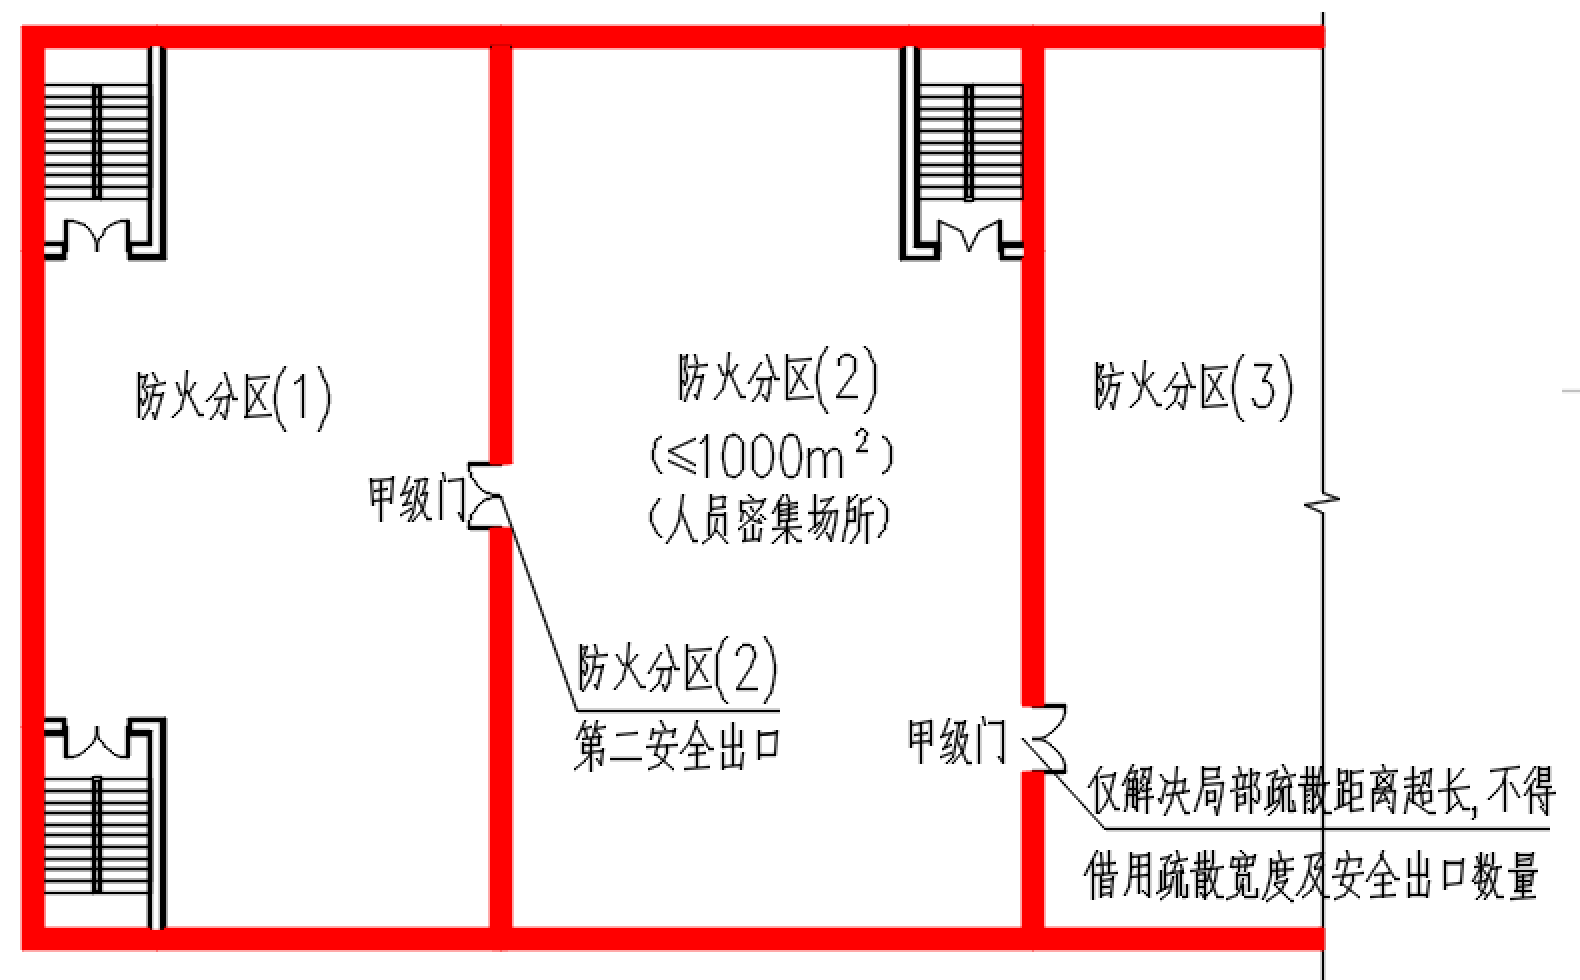 防火分区(1)
防火分区(2)
(≤1000m²)
(人员密集场所)
防火分区(3)
甲级门
防火分区(2)
第二安全出口
甲级门
仅解决局部疏散距离超长,不得
借用疏散宽度及安全出口数量